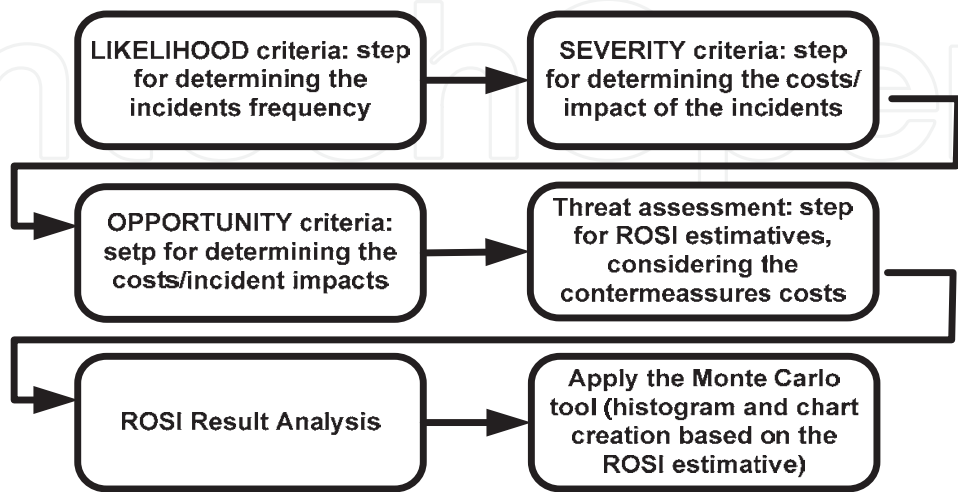 LIKELIHOOD criteria: step
for determining the
incidents frequency
SEVERITY criteria: step
for determining the costs/
impact of the incidents
OPPORTUNITY criteria:
setp for determining the
costs/incident impacts
Threat assessment: step
for ROSI estimatives,
considering the
contermeassures costs
ROSI Result Analysis
Apply the Monte Carlo
tool (histogram and chart
creation based on the
ROSI estimative)